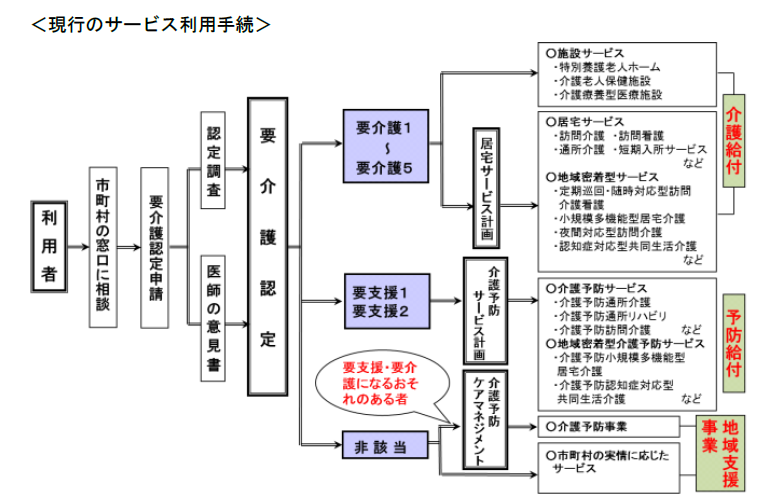 ＜現行のサービス利用手続＞
利用者
市町村の窓口に相談
要介護認定申請
認定調査
医師の意見書
要介護認定
要介護１
～
要介護５
要支援１
要支援２
非該当
要支援・要介
護になるおそ
れのある者
居宅サービス計画
介護予防
サービス計画
介護予防
ケアマネジメント
〇施設サービス
・特別養護老人ホーム
・介護老人保健施設
・介護療養型医療施設
〇居宅サービス
・訪問介護 ・訪問看護
・通所介護 ・短期入所サービス
など
〇地域密着型サービス
・定期巡回・随時対応型訪問
介護看護
・小規模多機能型居宅介護
・夜間対応型訪問介護
・認知症対応型共同生活介護
など
〇介護予防サービス
・介護予防通所介護
・介護予防通所リハビリ
・介護予防訪問介護 など
〇地域密着型介護予防サービス
・介護予防小規模多機能型
居宅介護
・介護予防認知症対応型
共同生活介護 など
〇介護予防事業
〇市町村の実情に応じた
サービス
介護給付
予防給付
地域支援
事業